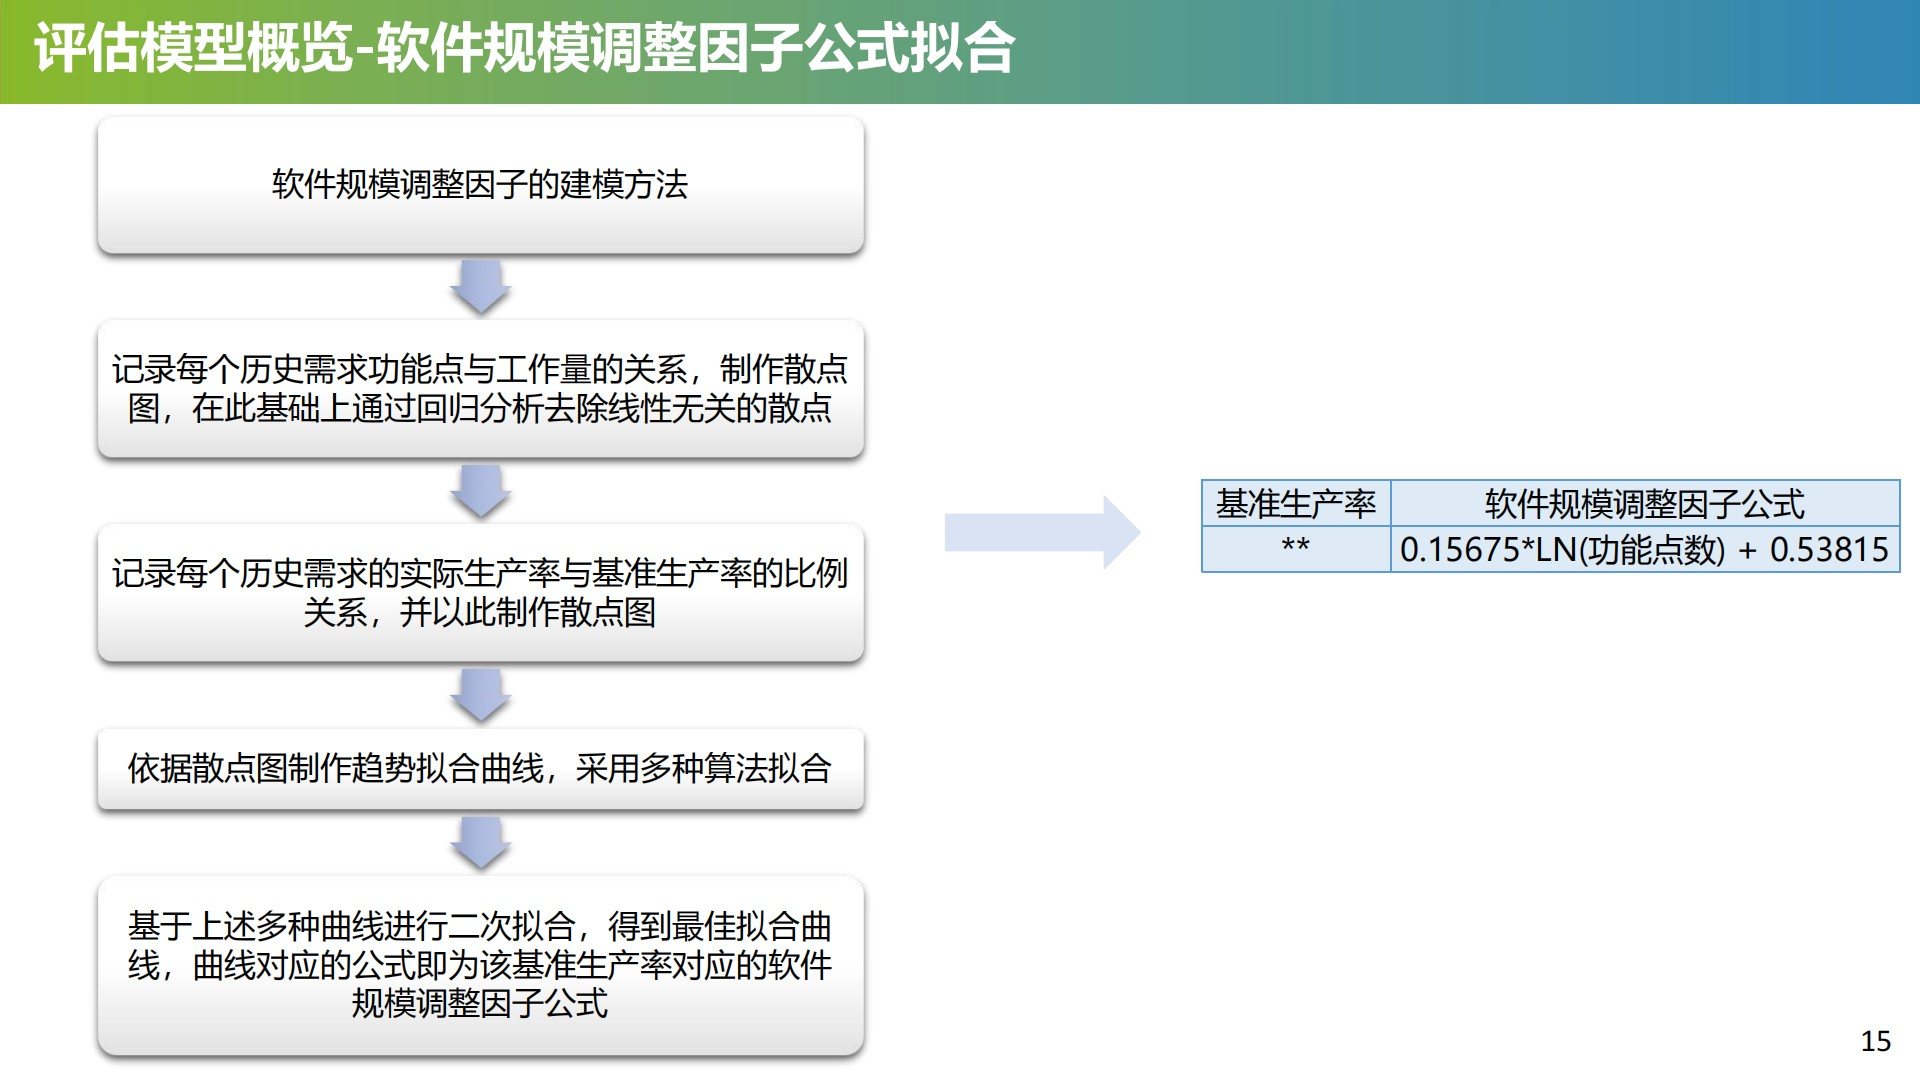 评估模型概览-软件规模调整因子公式拟合
软件规模调整因子的建模方法
记录每个历史需求功能点与工作量的关系，制作散点
图，在此基础上通过回归分析去除线性无关的散点
记录每个历史需求的实际生产率与基准生产率的比例
关系，并以此制作散点图
依据散点图制作趋势拟合曲线，采用多种算法拟合
基于上述多种曲线进行二次拟合，得到最佳拟合曲
线，曲线对应的公式即为该基准生产率对应的软件
规模调整因子公式
基准生产率 软件规模调整因子公式
** 0.15675*LN(功能点数) + 0.53815
15